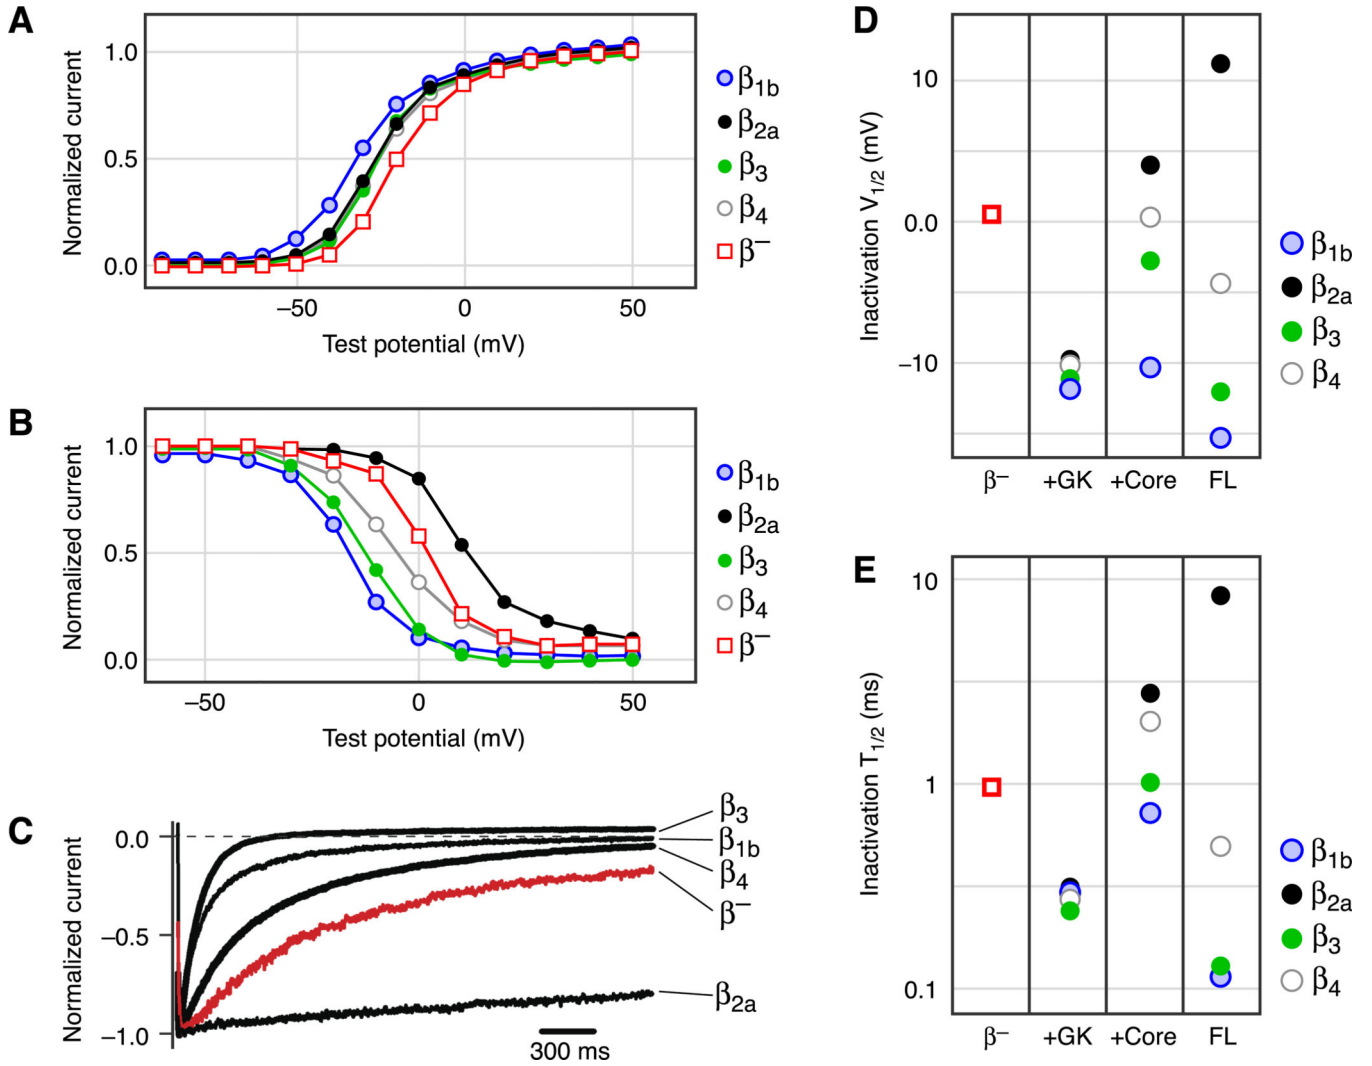 A
Normalized current
1.0
0.5
0.0
−50
0
50
Test potential (mV)
β1b
β2a
β3
β4
β−
B
Normalized current
1.0
0.5
0.0
−50
0
50
Test potential (mV)
β1b
β2a
β3
β4
β−
C
Normalized current
0.0
−0.5
−1.0
β3
β1b
β4
β−
β2a
300 ms
D
Inactivation V1/2 (mV)
10
0.0
−10
β− +GK +Core FL
β1b
β2a
β3
β4
E
Inactivation T1/2 (ms)
10
1
0.1
β− +GK +Core FL
β1b
β2a
β3
β4